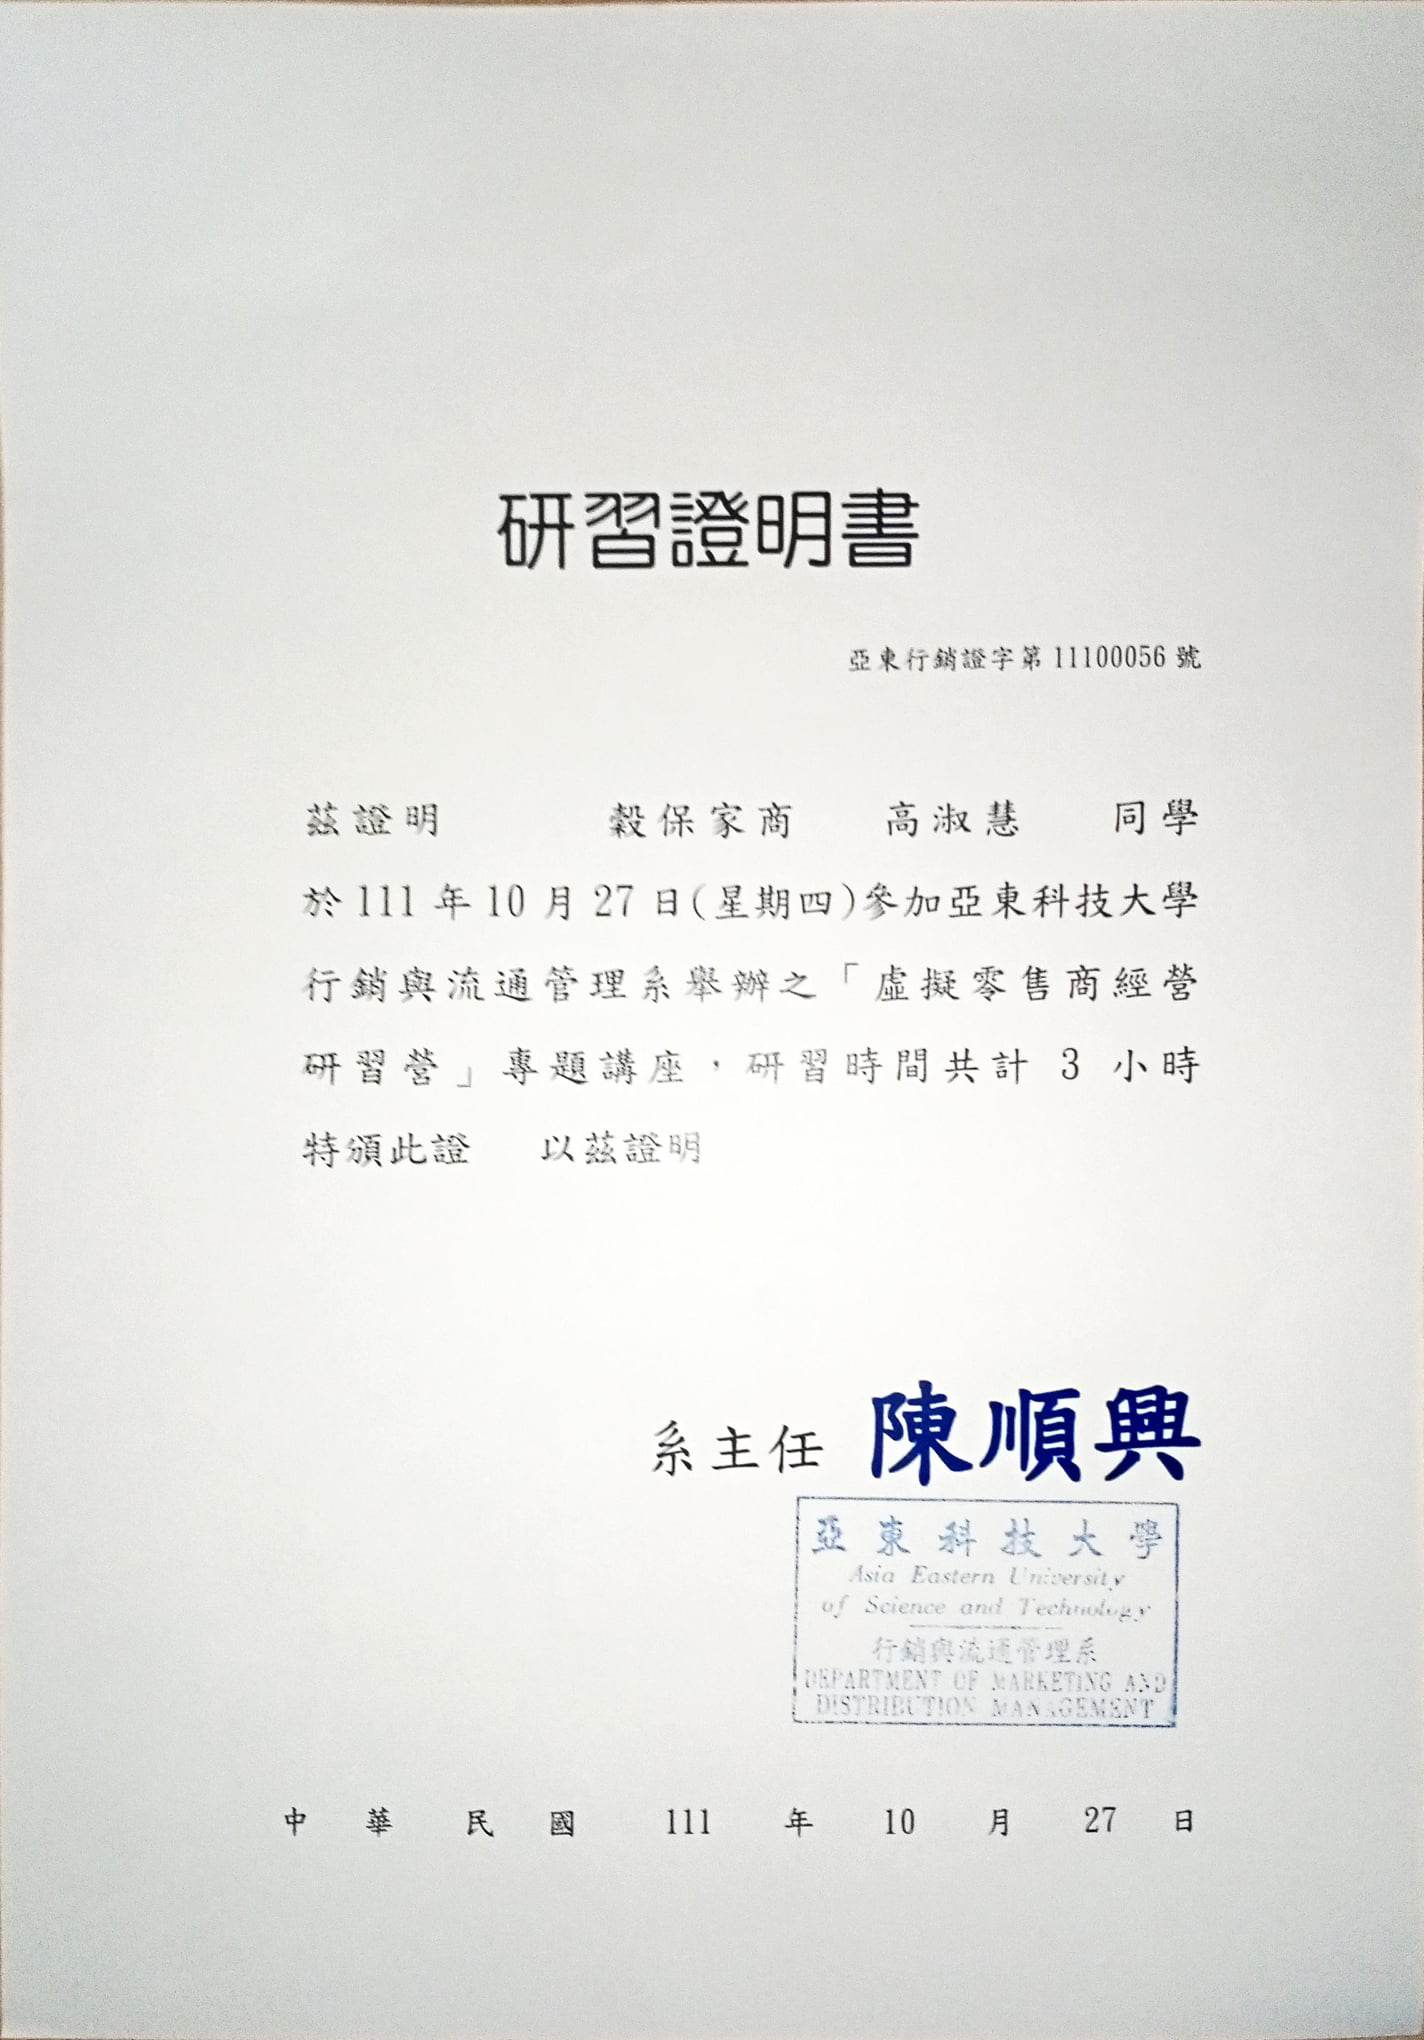 研習證明書
亞東行銷證字第 11100056 號
茲證明 穀保家商 高淑慧 同學
於 111 年 10 月 27 日(星期四)參加亞東科技大學
行銷與流通管理系舉辦之「虛擬零售商經營
研習營」專題講座，研習時間共計 3 小時
特頒此證 以茲證明
系主任 陳順興
亞東科技大學
Asia Eastern University
of Science and Technology
行銷與流通管理系
DEPARTMENT OF MARKETING AND
DISTRIBUTION MANAGEMENT
中華民國 111 年 10 月 27 日